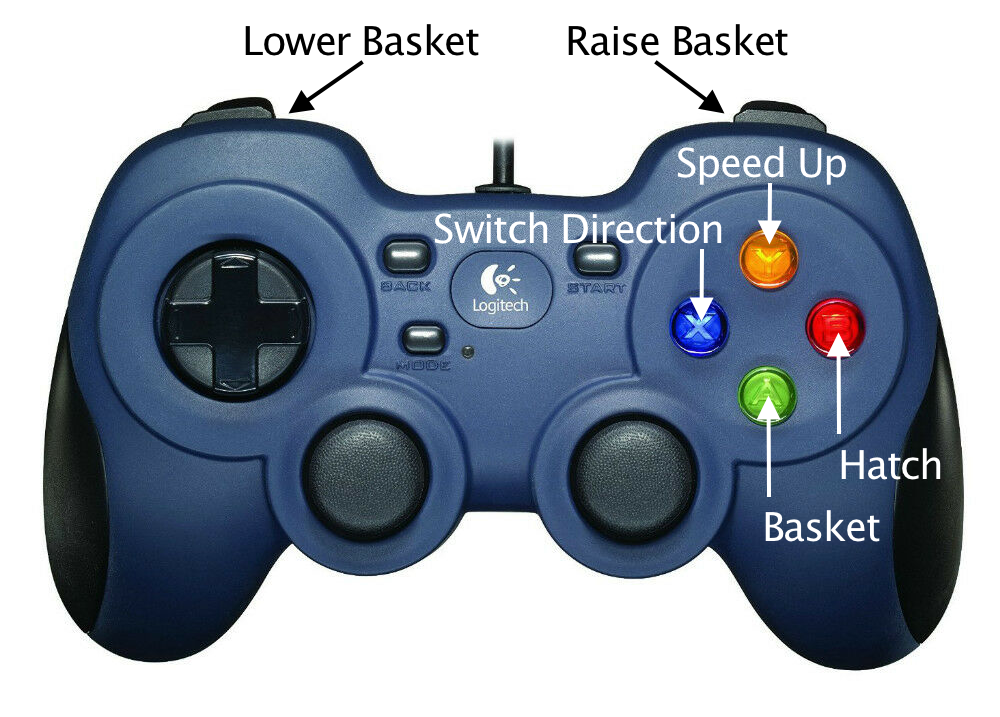 Lower Basket
Raise Basket
Speed Up
Switch Direction
Y
BACK
Logitech
START
X
B
MODE
A
Hatch
Basket